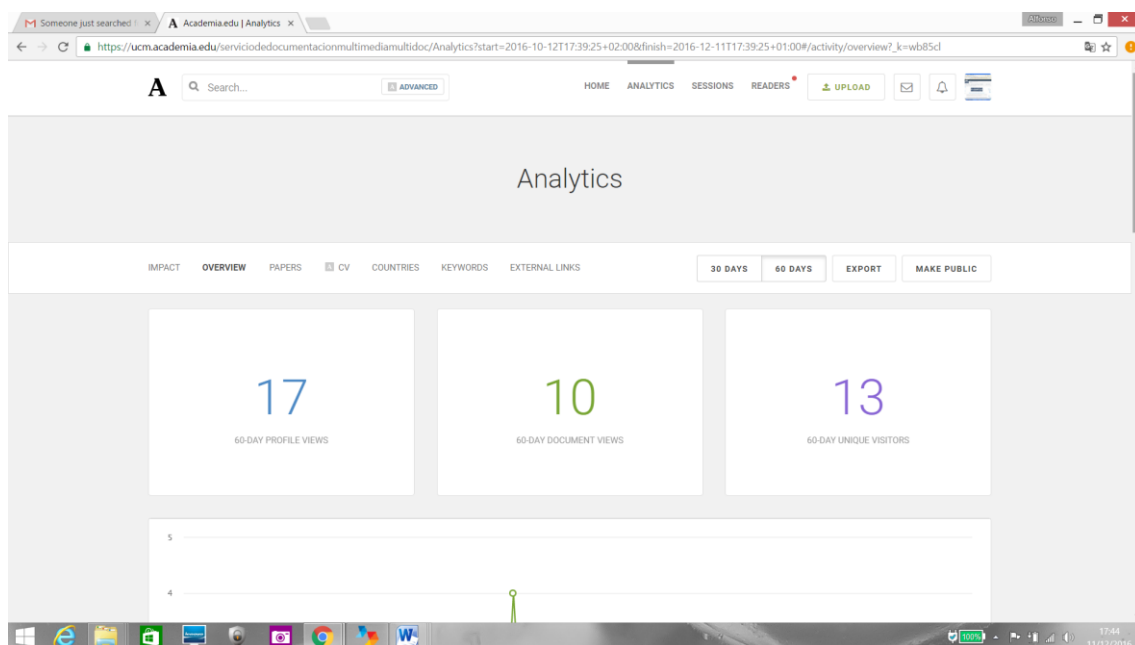 Someone just searched f
Academia.edu | Analytics
Alfonso
https://ucm.academia.edu/serviciodedocumentacionmultimediamultidoc/Analytics?start=2016-10-12T17:39:25+02:00&finish=2016-12-11T17:39:25+01:00#/activity/overview?_k=wb85cl
A Search... A ADVANCED HOME ANALYTICS SESSIONS READERS UPLOAD
Analytics
IMPACT OVERVIEW PAPERS A CV COUNTRIES KEYWORDS EXTERNAL LINKS 30 DAYS 60 DAYS EXPORT MAKE PUBLIC
17 10 13
60-DAY PROFILE VIEWS 60-DAY DOCUMENT VIEWS 60-DAY UNIQUE VISITORS
5
4
100% 17:44
11/12/2016